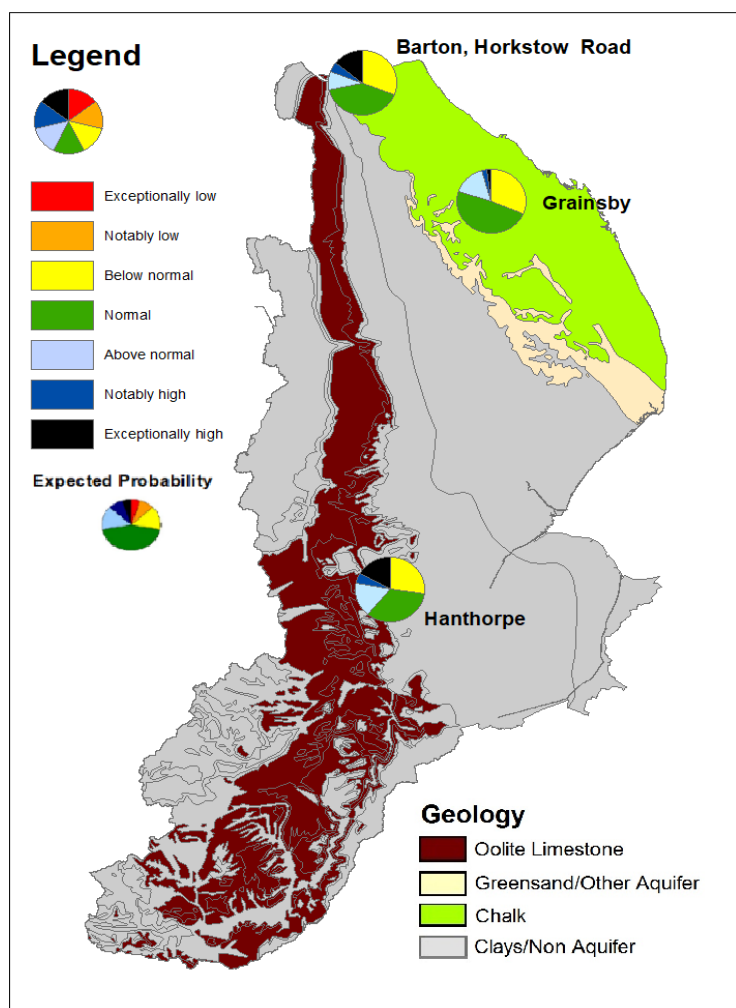 Legend
Exceptionally low
Notably low
Below normal
Normal
Above normal
Notably high
Exceptionally high
Expected Probability
Barton, Horkstow Road
Grainsby
Hanthorpe
Geology
Oolite Limestone
Greensand/Other Aquifer
Chalk
Clays/Non Aquifer